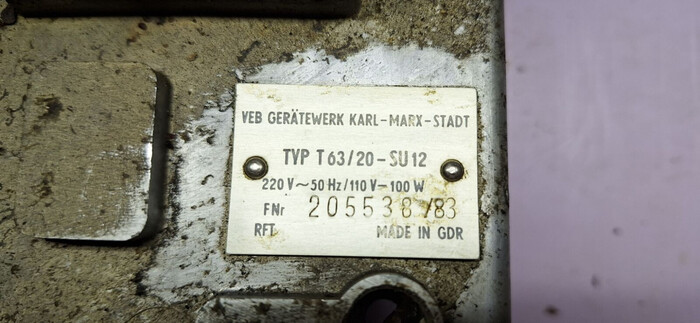 VEB GERÄTEWERK KARL-MARX-STADT
TYP T63/20-SU12
220 V~50 Hz/110 V-100 W
FNr 205538/83
RFT MADE IN GDR